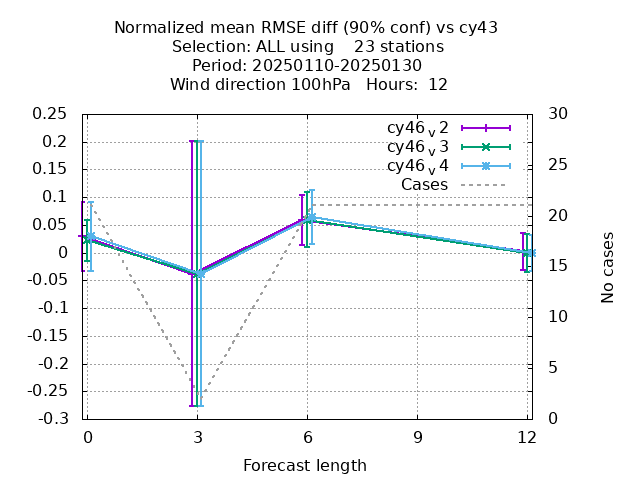 Normalized mean RMSE diff (90% conf) vs cy43
Selection: ALL using    23 stations
Period: 20250110-20250130
Wind direction 100hPa   Hours:  12
0.25
0.2
0.15
0.1
0.05
0
-0.05
-0.1
-0.15
-0.2
-0.25
-0.3
30
25
20
15
10
5
0
cy46v2
cy46v3
cy46v4
Cases
No cases
0
3
6
9
12
Forecast length